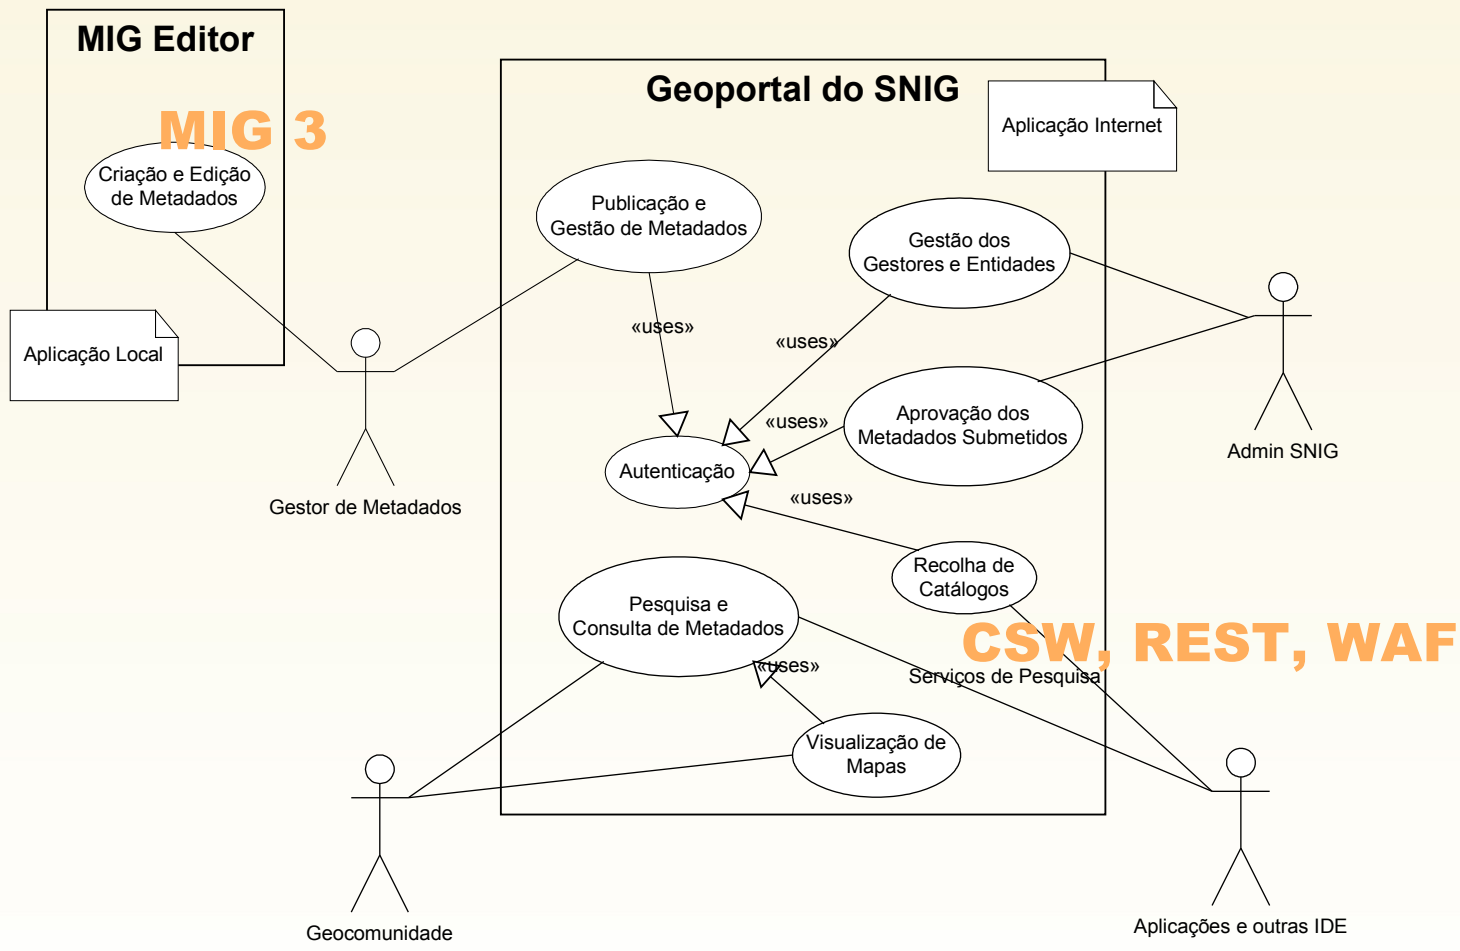 MIG Editor
MIG 3
Criação e Edição
de Metadados
Aplicação Local
Geoportal do SNIG
Aplicação Internet
Publicação e
Gestão de Metadados
Gestão dos
Gestores e Entidades
«uses»
«uses»
«uses»
Aprovação dos
Metadados Submetidos
Autenticação
«uses»
Gestor de Metadados
Admin SNIG
Recolha de
Catálogos
Pesquisa e
Consulta de Metadados
CSW, REST, WAF
«uses»
Serviços de Pesquisa
Visualização de
Mapas
Geocomunidade
Aplicações e outras IDE